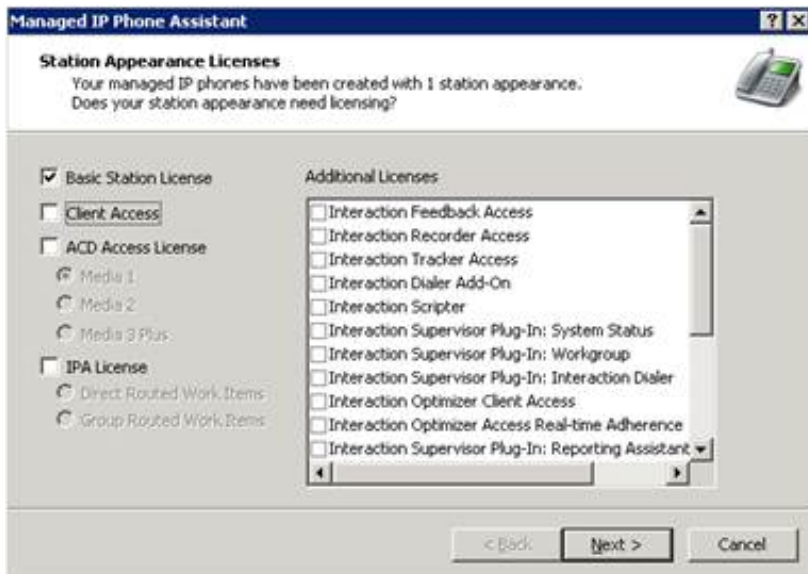 Managed IP Phone Assistant
Station Appearance Licenses
Your managed IP phones have been created with 1 station appearance.
Does your station appearance need licensing?
Basic Station License
Client Access
ACD Access License
Media 1
Media 2
Media 3 Plus
IPA License
Direct Routed Work Items
Group Routed Work Items
Additional Licenses
Interaction Feedback Access
Interaction Recorder Access
Interaction Tracker Access
Interaction Dialer Add-On
Interaction Scripter
Interaction Supervisor Plug-In: System Status
Interaction Supervisor Plug-In: Workgroup
Interaction Supervisor Plug-In: Interaction Dialer
Interaction Optimizer Client Access
Interaction Optimizer Access Real-time Adherence
Interaction Supervisor Plug-In: Reporting Assistant
< Back
Next >
Cancel